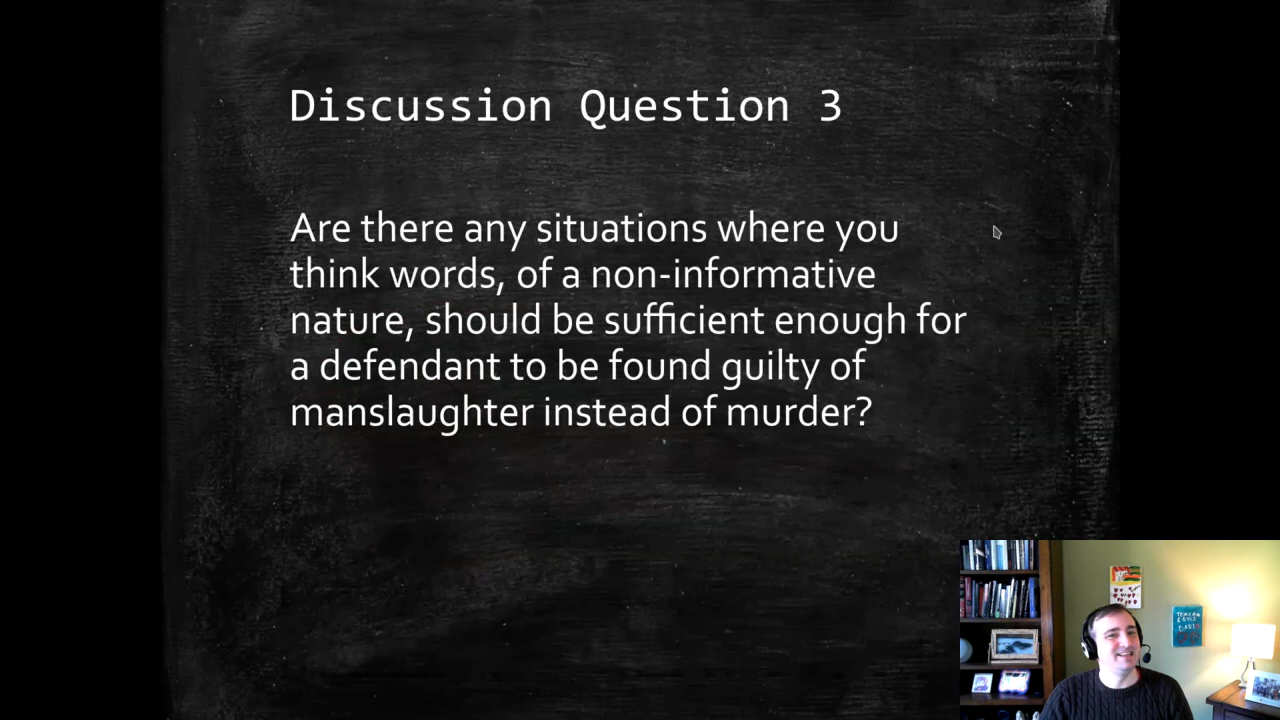 Discussion Question 3
Are there any situations where you
think words, of a non-informative
nature, should be sufficient enough for
a defendant to be found guilty of
manslaughter instead of murder?